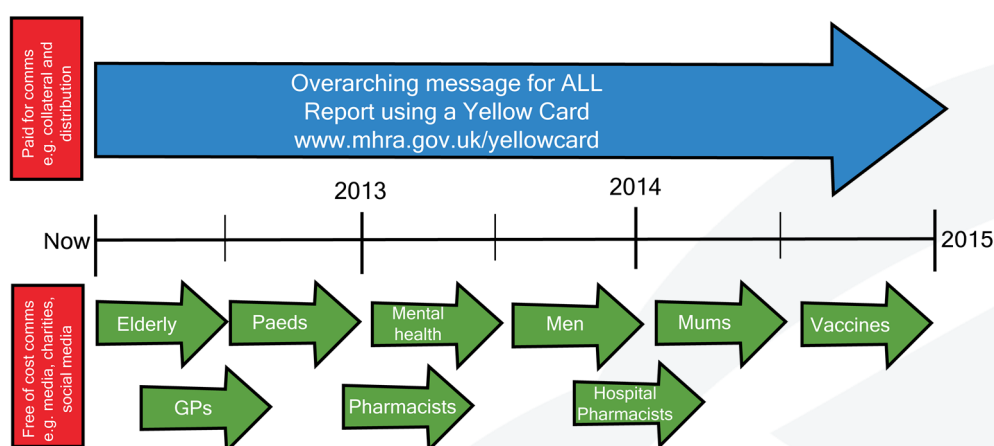 Paid for comms
e.g. collateral and
distribution
Overarching message for ALL
Report using a Yellow Card
www.mhra.gov.uk/yellowcard
2013
2014
Now
2015
Free of cost comms
e.g. media, charities,
social media
Elderly
Paeds
Mental
health
Men
Mums
Vaccines
GPs
Pharmacists
Hospital
Pharmacists